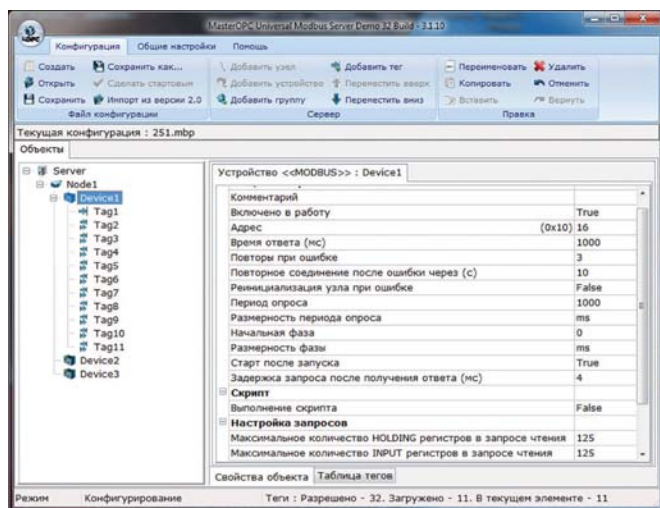 MasterOPC Universal Modbus Server Demo 32 Build - 3.1.10
Конфигурация Общие настройки Помощь
Создать Сохранить как... Добавить узел Добавить тег Переименовать Удалить
Открыть Сделать стартовым Добавить устройство Переместить вверх Копировать Отменить
Сохранить Импорт из версии 2.0 Добавить группу Переместить вниз Вставить Вернуть
Файл конфигурации Сервер Правка
Текущая конфигурация : 251.mbp
Объекты
Server
Node1
Device1
Tag1
Tag2
Tag3
Tag4
Tag5
Tag6
Tag7
Tag8
Tag9
Tag10
Tag11
Device2
Device3
Устройство <<MODBUS>> : Device1
Комментарий
Включено в работу True
Адрес (0x10) 16
Время ответа (мс) 1000
Повторы при ошибке 3
Повторное соединение после ошибки через (с) 10
Реинициализация узла при ошибке False
Период опроса 1000
Размерность периода опроса ms
Начальная фаза 0
Размерность фазы ms
Старт после запуска True
Задержка запроса после получения ответа (мс) 4
Скрипт
Выполнение скрипта False
Настройка запросов
Максимальное количество HOLDING регистров в запросе чтения 125
Максимальное количество INPUT регистров в запросе чтения 125
Свойства объекта Таблица тегов
Режим Конфигурирование Теги : Разрешено - 32. Загружено - 11. В текущем элементе - 11